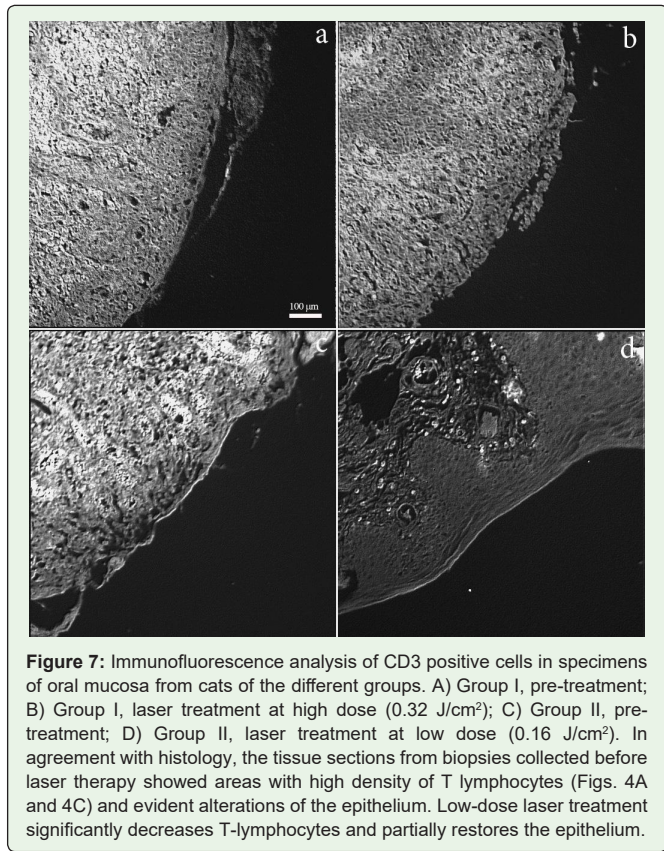 a
b
100 μm
c
d
Figure 7: Immunofluorescence analysis of CD3 positive cells in specimens
of oral mucosa from cats of the different groups. A) Group I, pre-treatment;
B) Group I, laser treatment at high dose (0.32 J/cm²); C) Group II, pre-
treatment; D) Group II, laser treatment at low dose (0.16 J/cm²). In
agreement with histology, the tissue sections from biopsies collected before
laser therapy showed areas with high density of T lymphocytes (Figs. 4A
and 4C) and evident alterations of the epithelium. Low-dose laser treatment
significantly decreases T-lymphocytes and partially restores the epithelium.